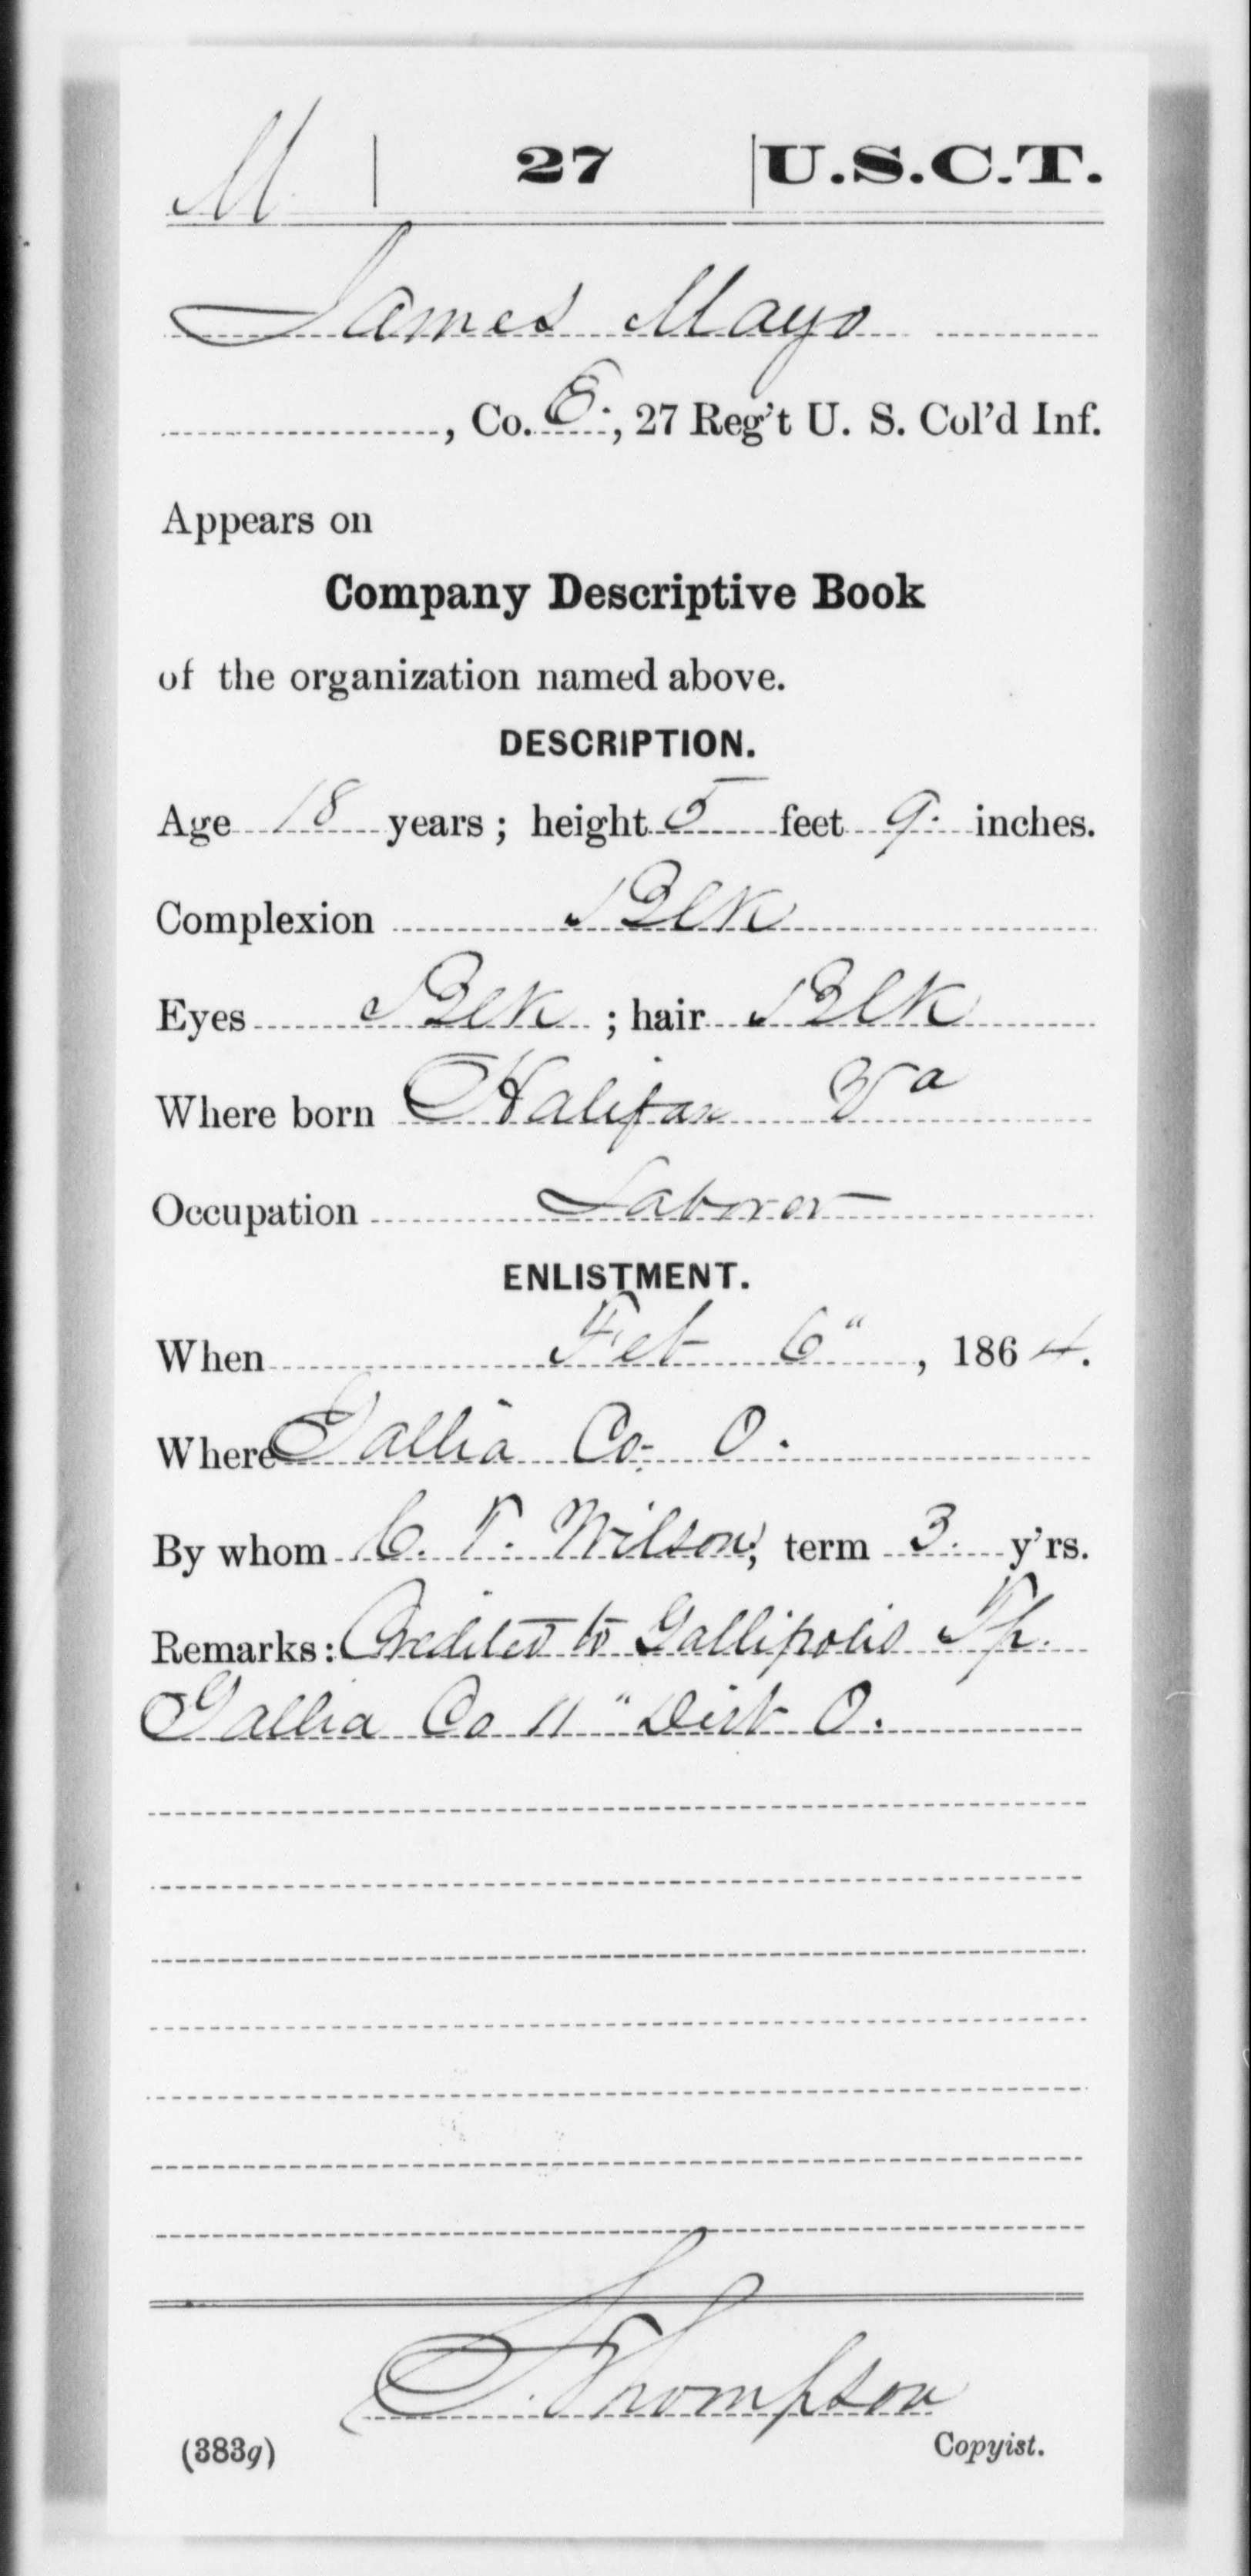 M | 27 | U.S.C.T.
James Mayo
, Co. E., 27 Reg't U. S. Col'd Inf.
Appears on
Company Descriptive Book
of the organization named above.
DESCRIPTION.
Age 18 years; height 5 feet 9. inches.
Complexion Blk
Eyes Blk; hair Blk
Where born Halifax Va
Occupation Laborer
ENLISTMENT.
When Feb 6", 1864.
Where Gallia Co. O.
By whom C. T. Wilson; term 3. y'rs.
Remarks: Credited to Gallipolis Tp.
Gallia Co 11" Dist O.
Thompson
(383g) Copyist.